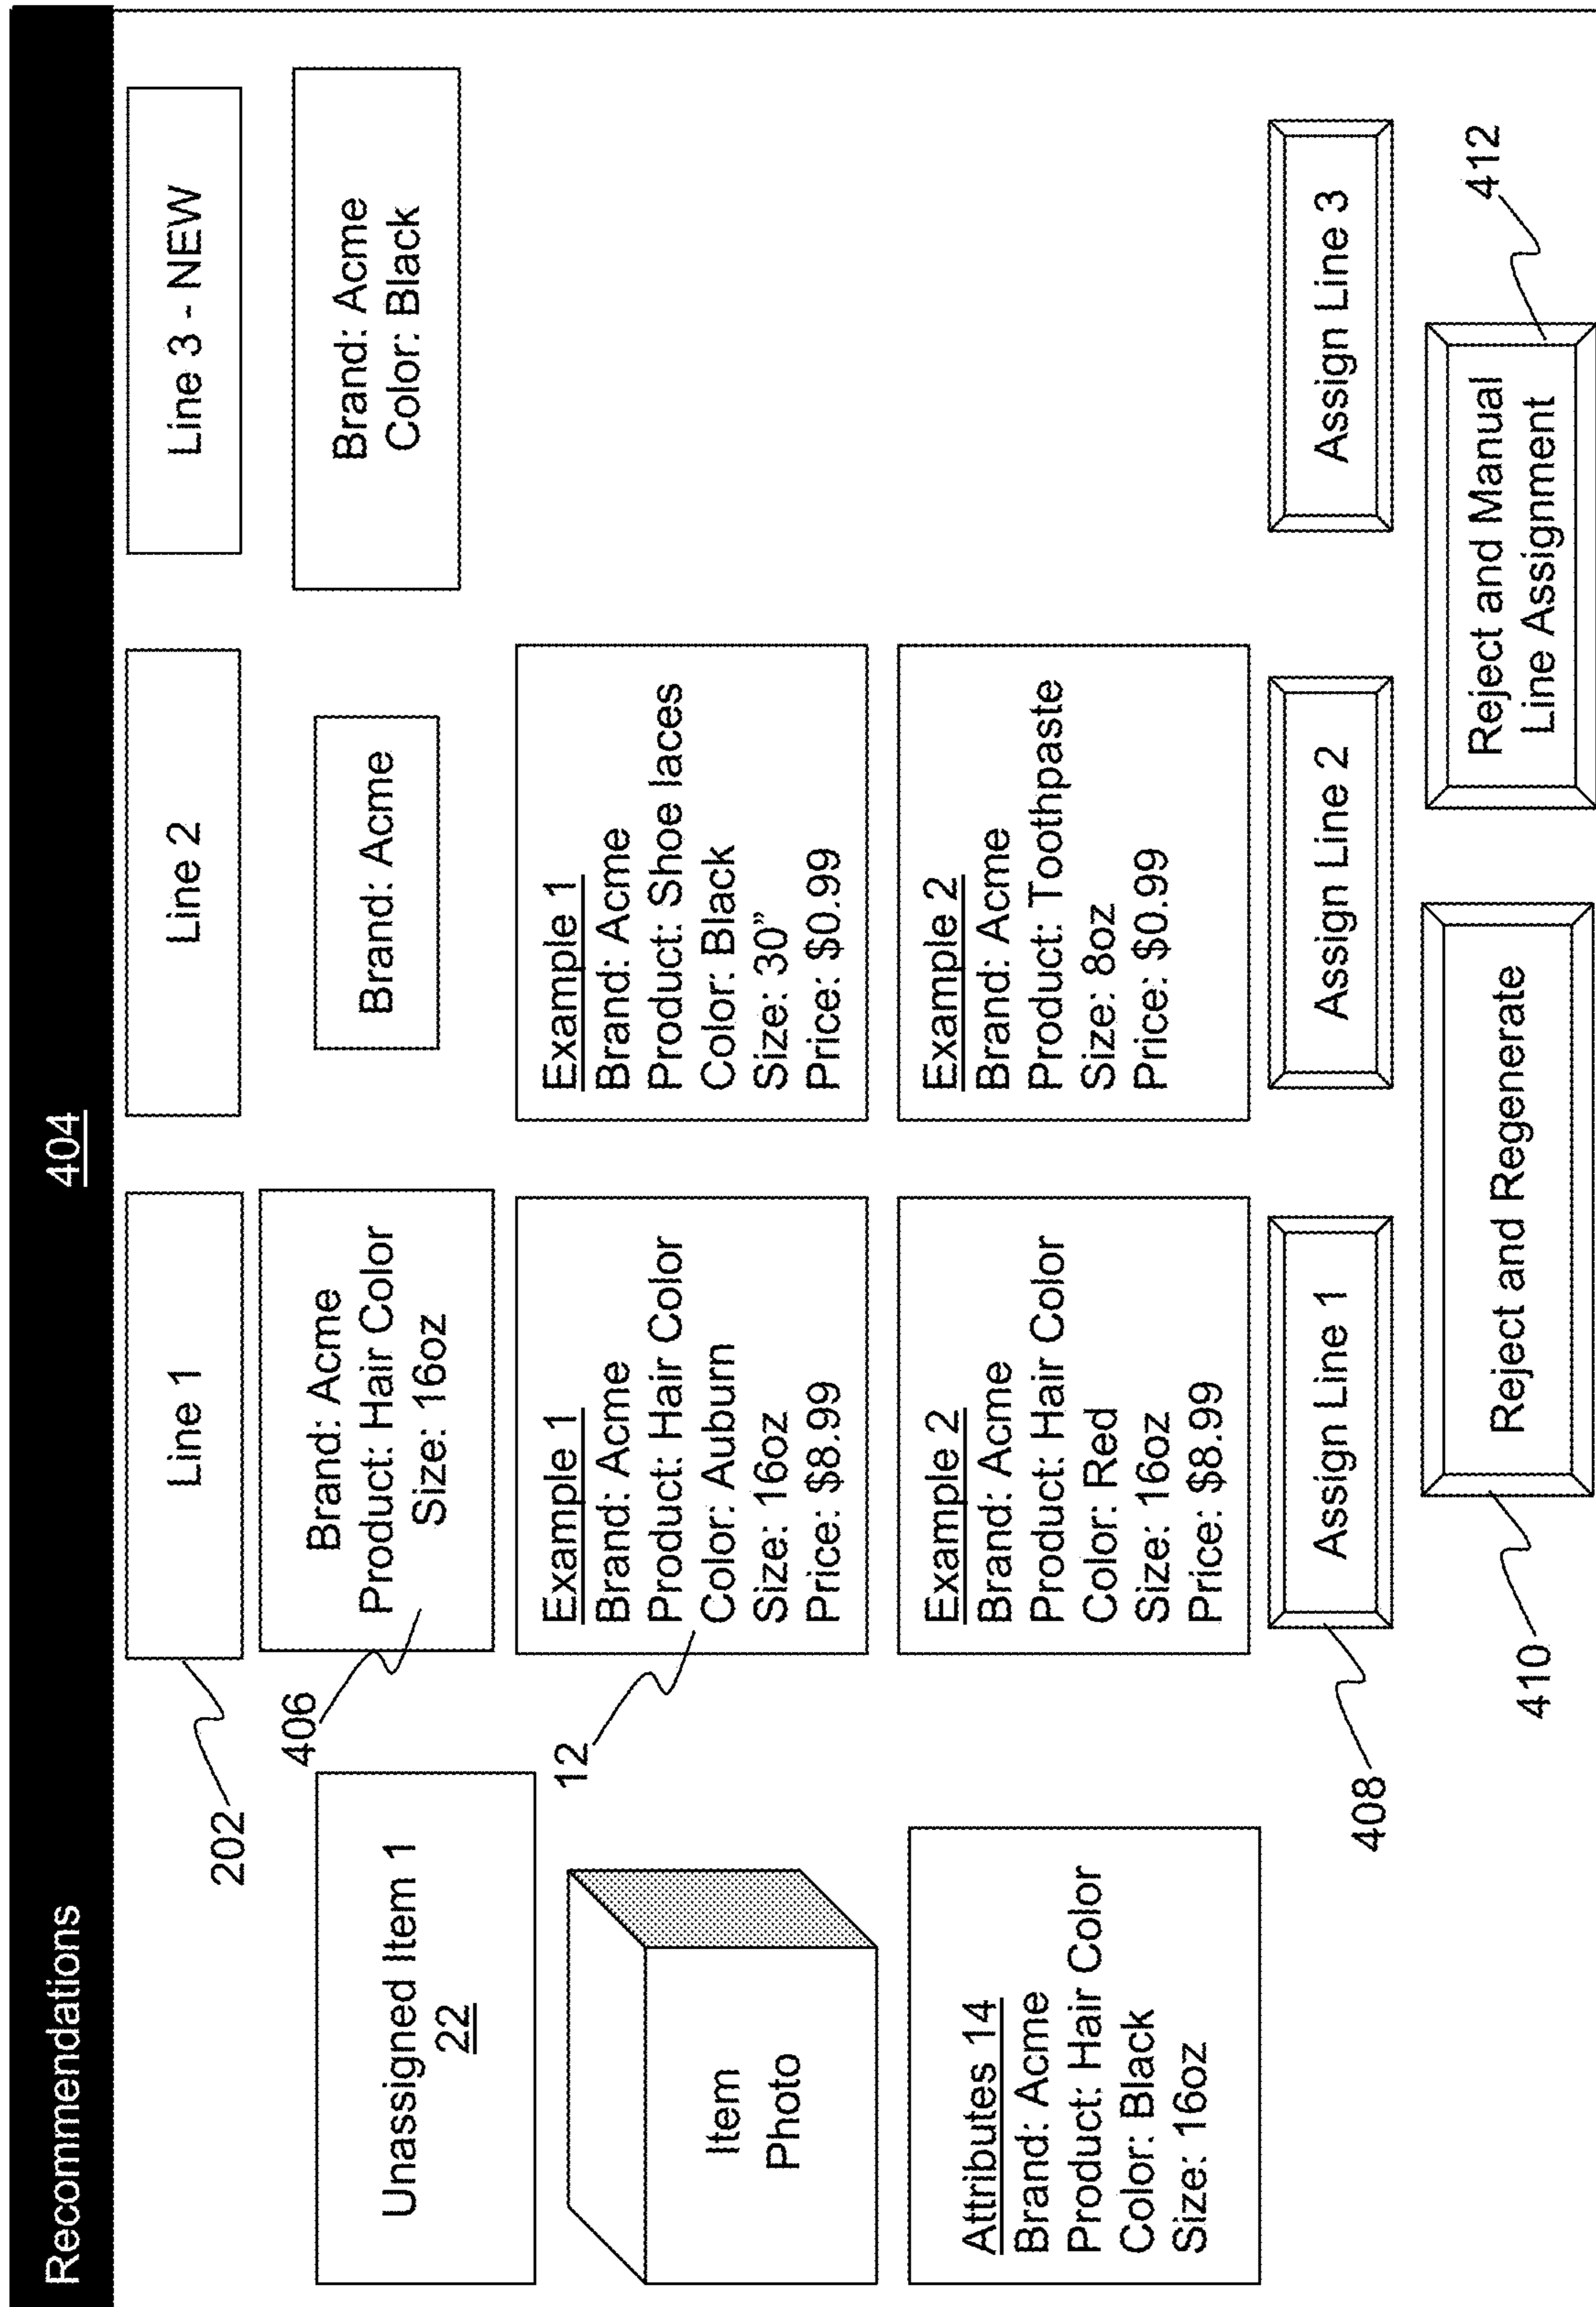 Recommendations
404
202
Line 1
Line 2
Line 3 - NEW
406
Brand: Acme
Product: Hair Color
Size: 16oz
Brand: Acme
Brand: Acme
Color: Black
Unassigned Item 1
22
Item
Photo
Attributes 14
Brand: Acme
Product: Hair Color
Color: Black
Size: 16oz
12
Example 1
Brand: Acme
Product: Hair Color
Color: Auburn
Size: 16oz
Price: $8.99
Example 1
Brand: Acme
Product: Shoe laces
Color: Black
Size: 30”
Price: $0.99
Example 2
Brand: Acme
Product: Hair Color
Color: Red
Size: 16oz
Price: $8.99
Example 2
Brand: Acme
Product: Toothpaste
Size: 8oz
Price: $0.99
408
Assign Line 1
Assign Line 2
Assign Line 3
410
Reject and Regenerate
Reject and Manual
Line Assignment
412